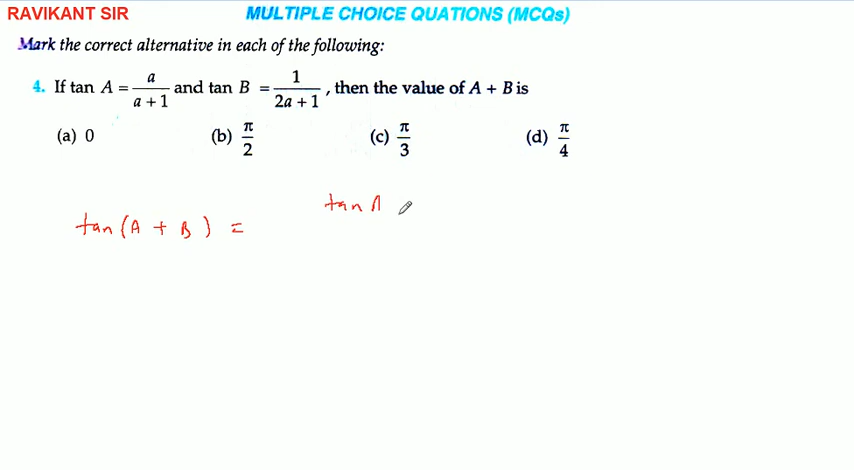 RAVIKANT SIR MULTIPLE CHOICE QUATIONS (MCQs)
Mark the correct alternative in each of the following:
4. If tan A = a/(a + 1) and tan B = 1/(2a + 1), then the value of A + B is
(a) 0 (b) π/2 (c) π/3 (d) π/4
tan A
tan(A + B) =